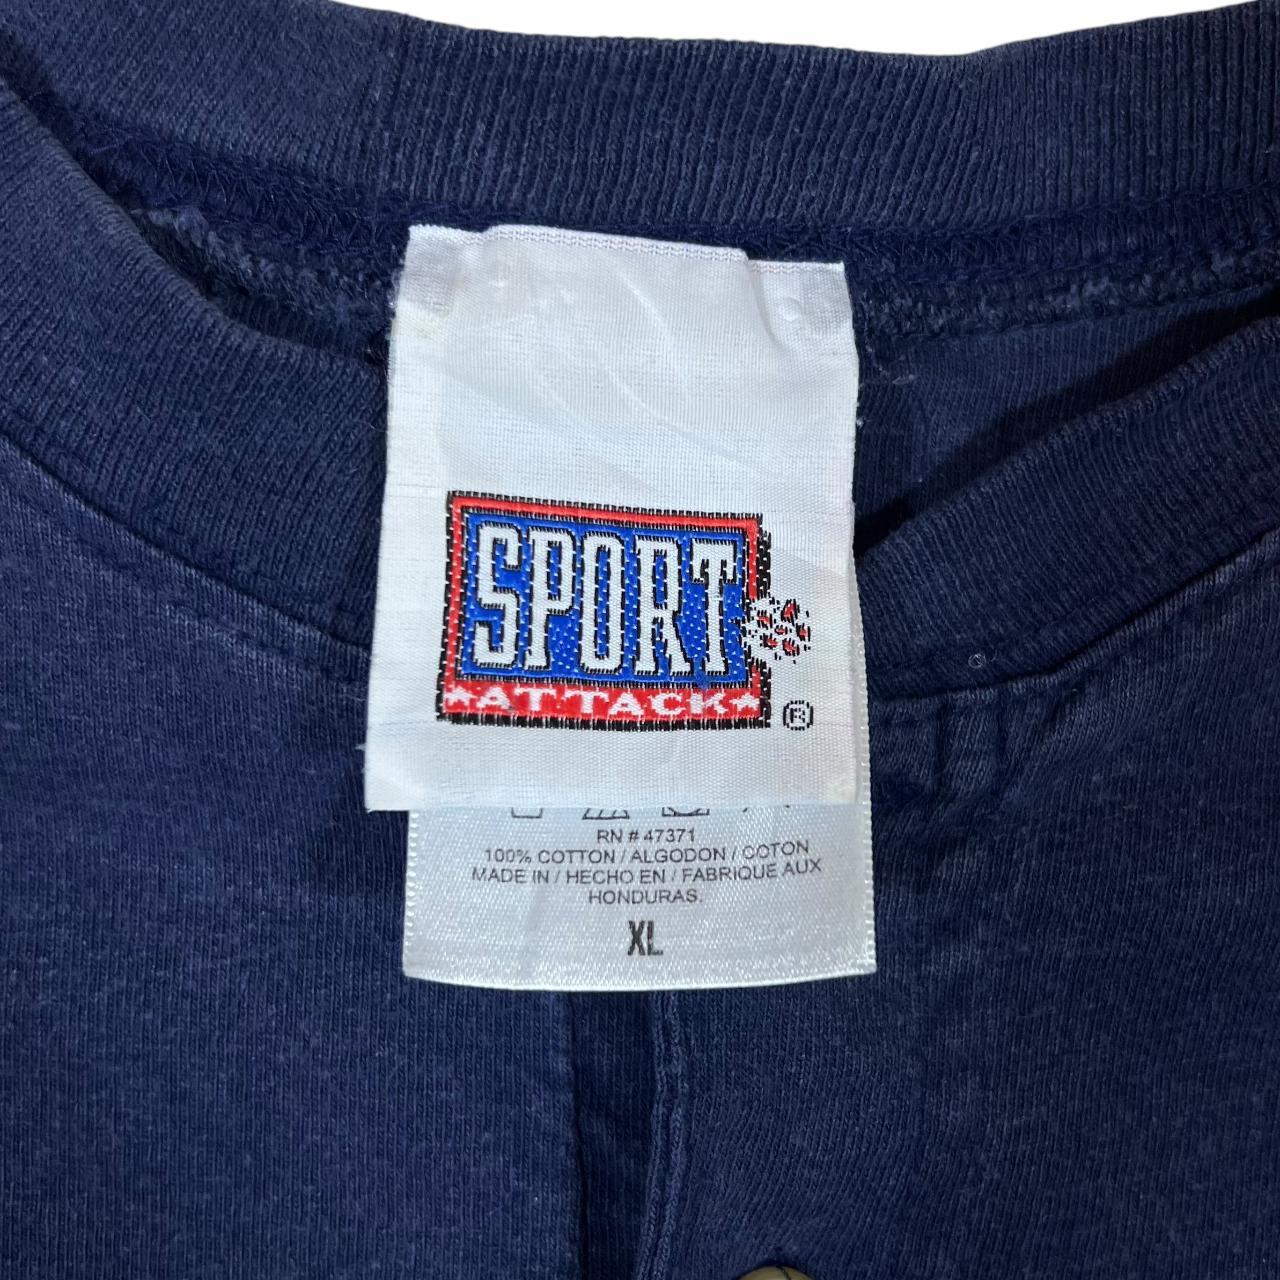 SPORT
ATTACK
®
RN # 47371
100% COTTON / ALGODON / COTON
MADE IN / HECHO EN / FABRIQUE AUX
HONDURAS.
XL